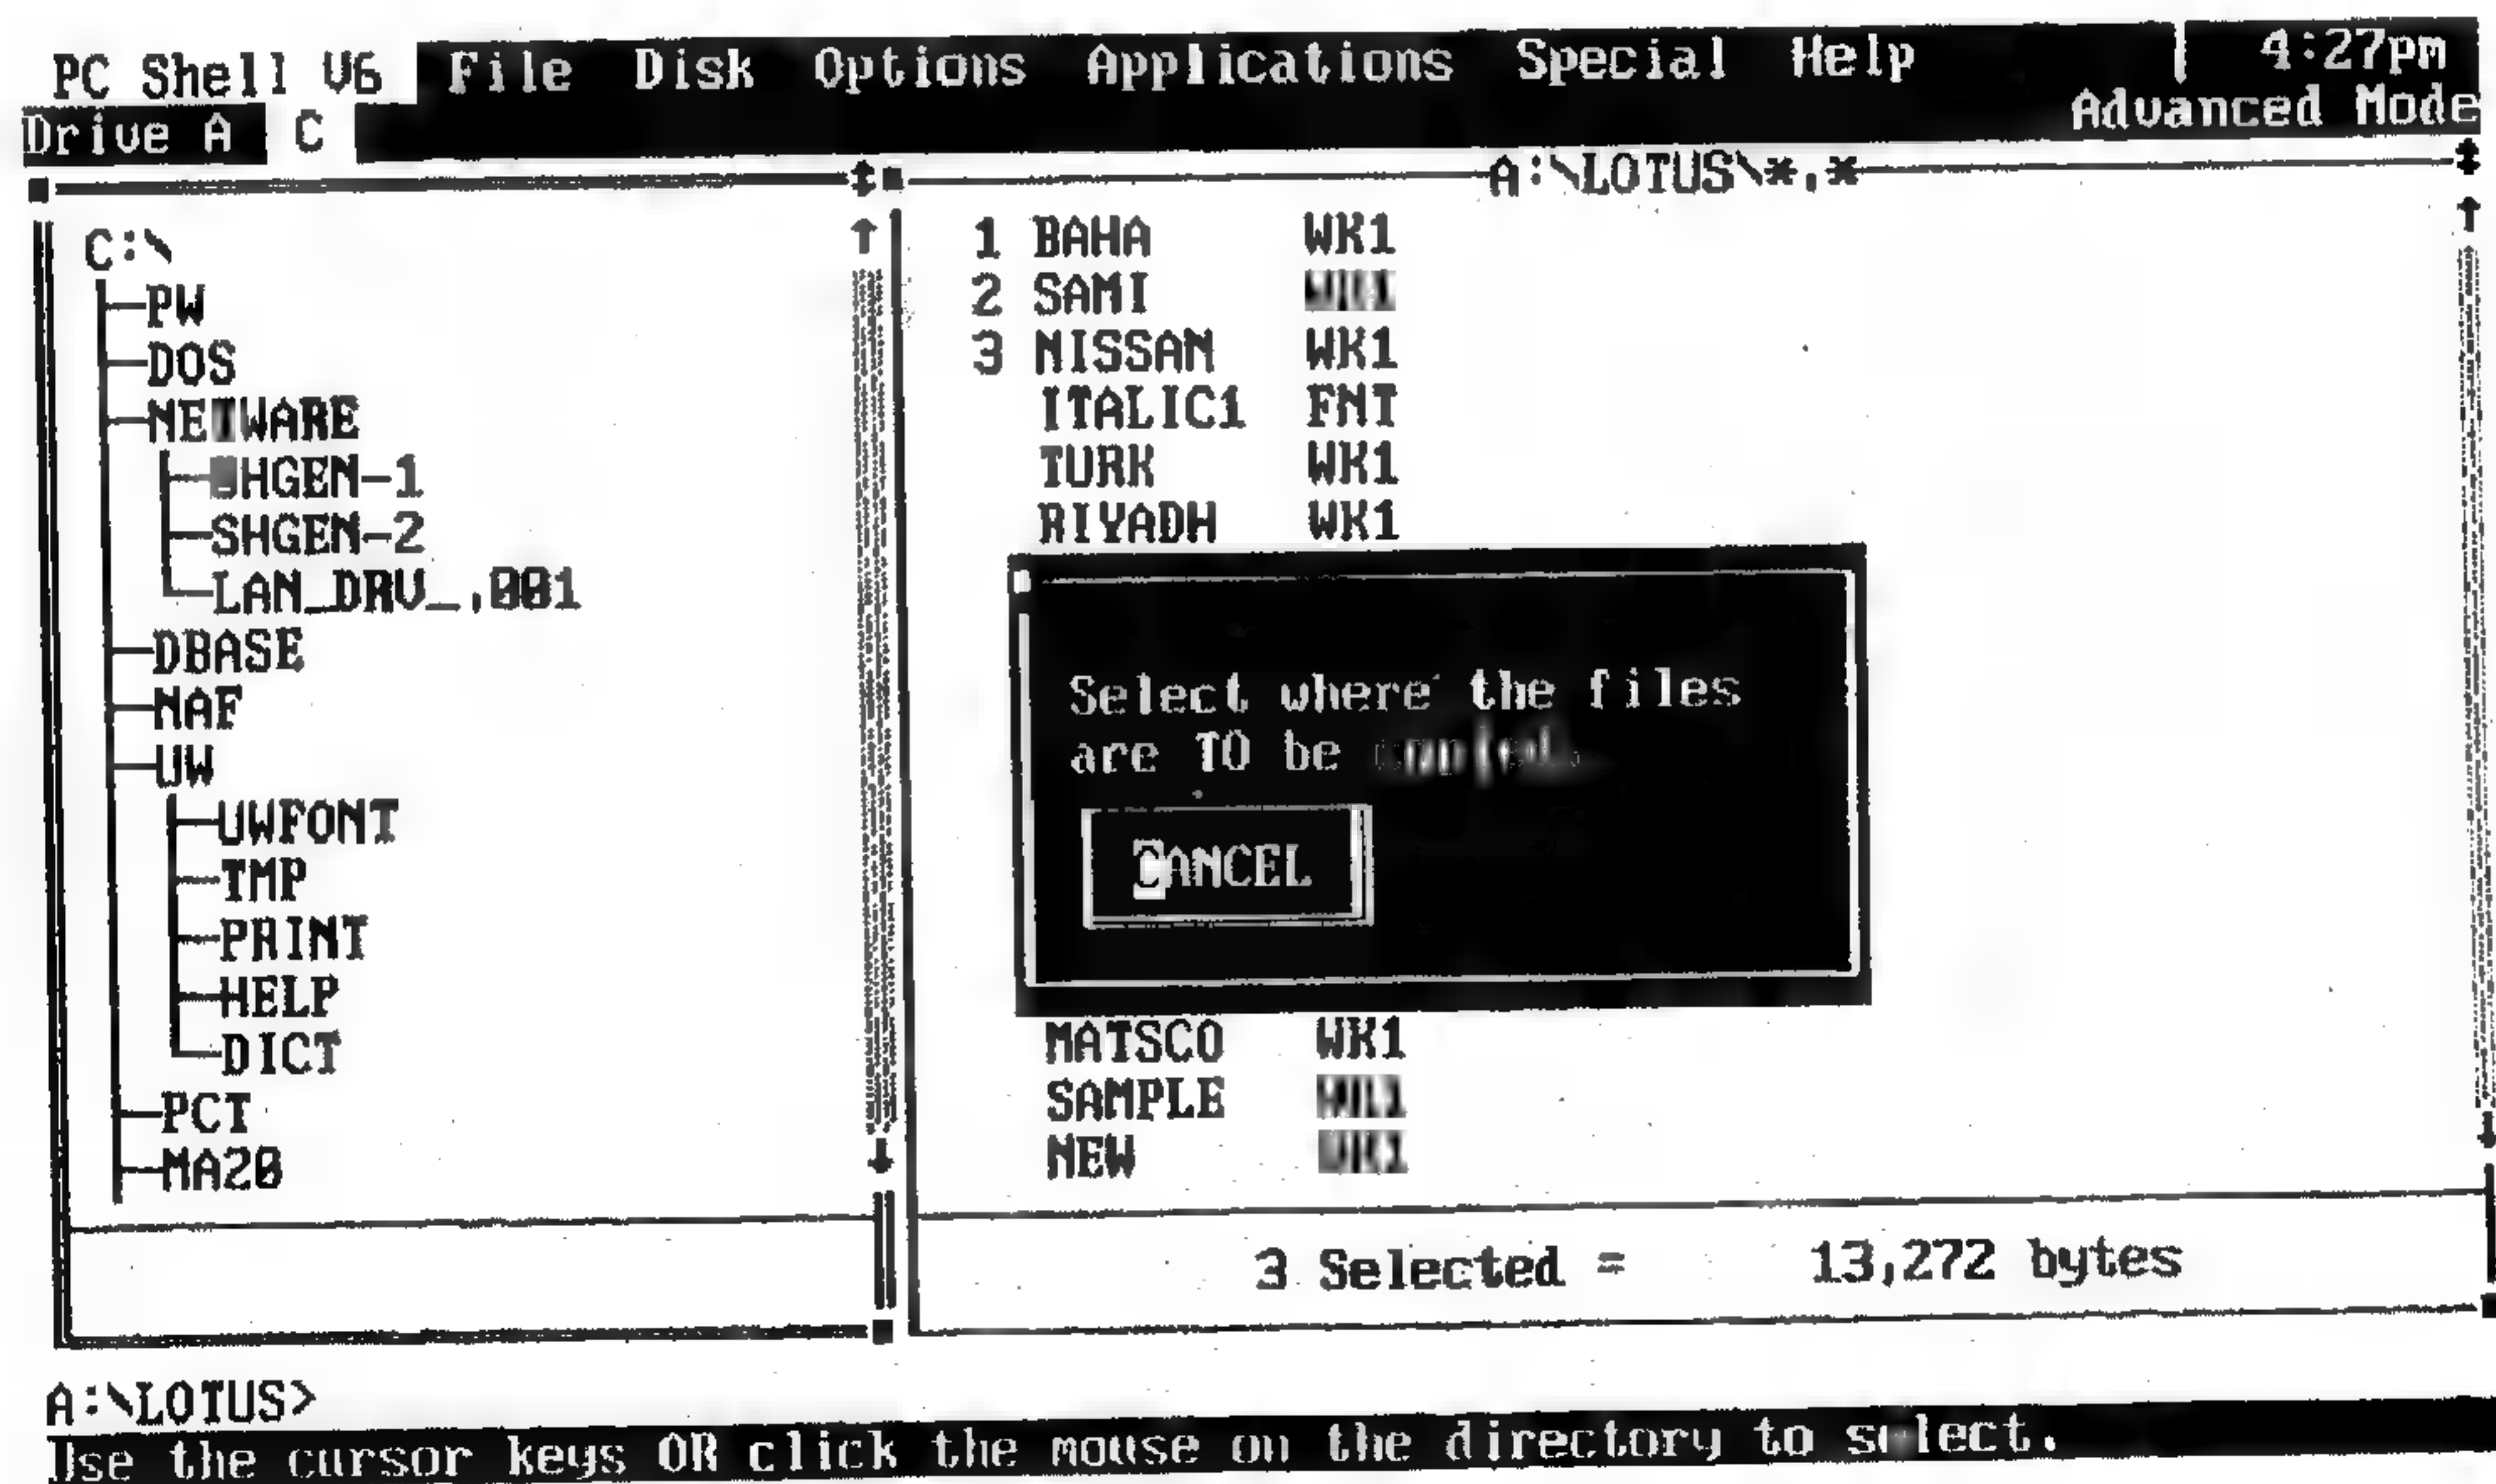 PC Shell V6 File Disk Options Applications Special Help 4:27pm
Drive A C Advanced Mode
A:\LOTUS\*.*
C:\
PW
DOS
NETWARE
SHGEN-1
SHGEN-2
LAN_DRV_.001
DBASE
NAF
UW
UWFONT
TMP
PRINT
HELP
DICT
PCT
MA20
1 BAHA WK1
2 SAMI
3 NISSAN WK1
ITALIC1 FNT
TURK WK1
RIYADH WK1
Select where the files
are TO be
CANCEL
MATSCO WK1
SAMPLE
NEW WK1
3 Selected = 13,272 bytes
A:\LOTUS>
Use the cursor keys OR click the mouse on the directory to select.